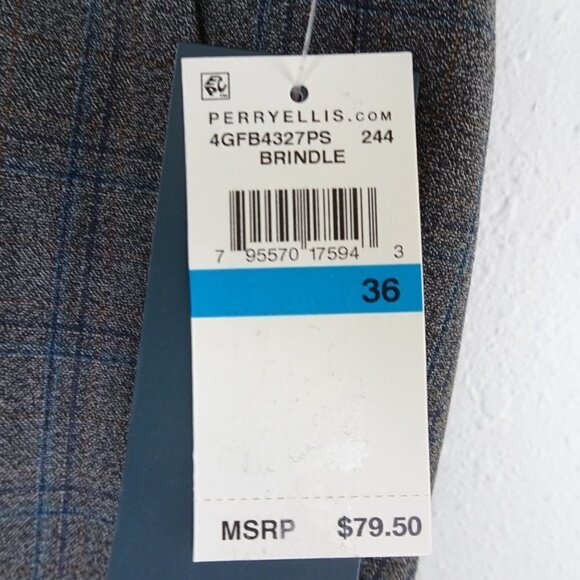 PERRYELLIS.COM
4GFB4327PS 244
BRINDLE
7 95570 17594 3
36
MSRP $79.50